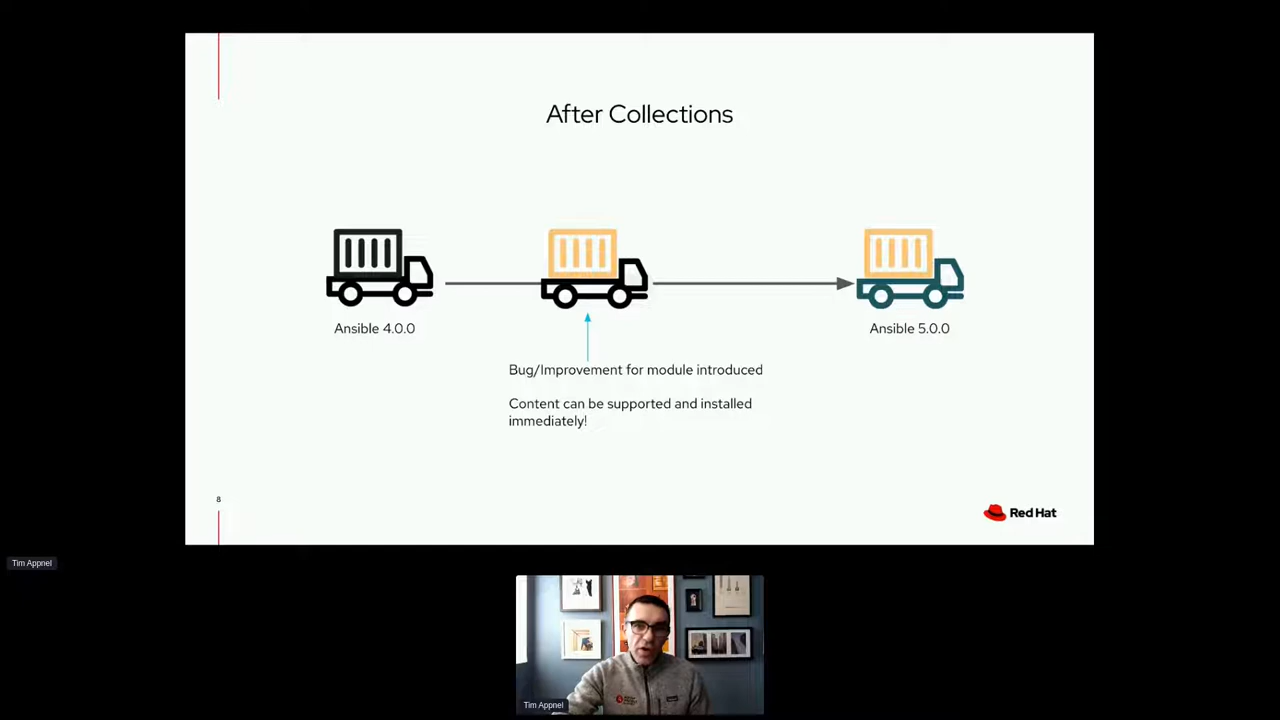 After Collections
Ansible 4.0.0
Ansible 5.0.0
Bug/Improvement for module introduced
Content can be supported and installed
immediately!
8
Red Hat
Tim Appnel
Tim Appnel